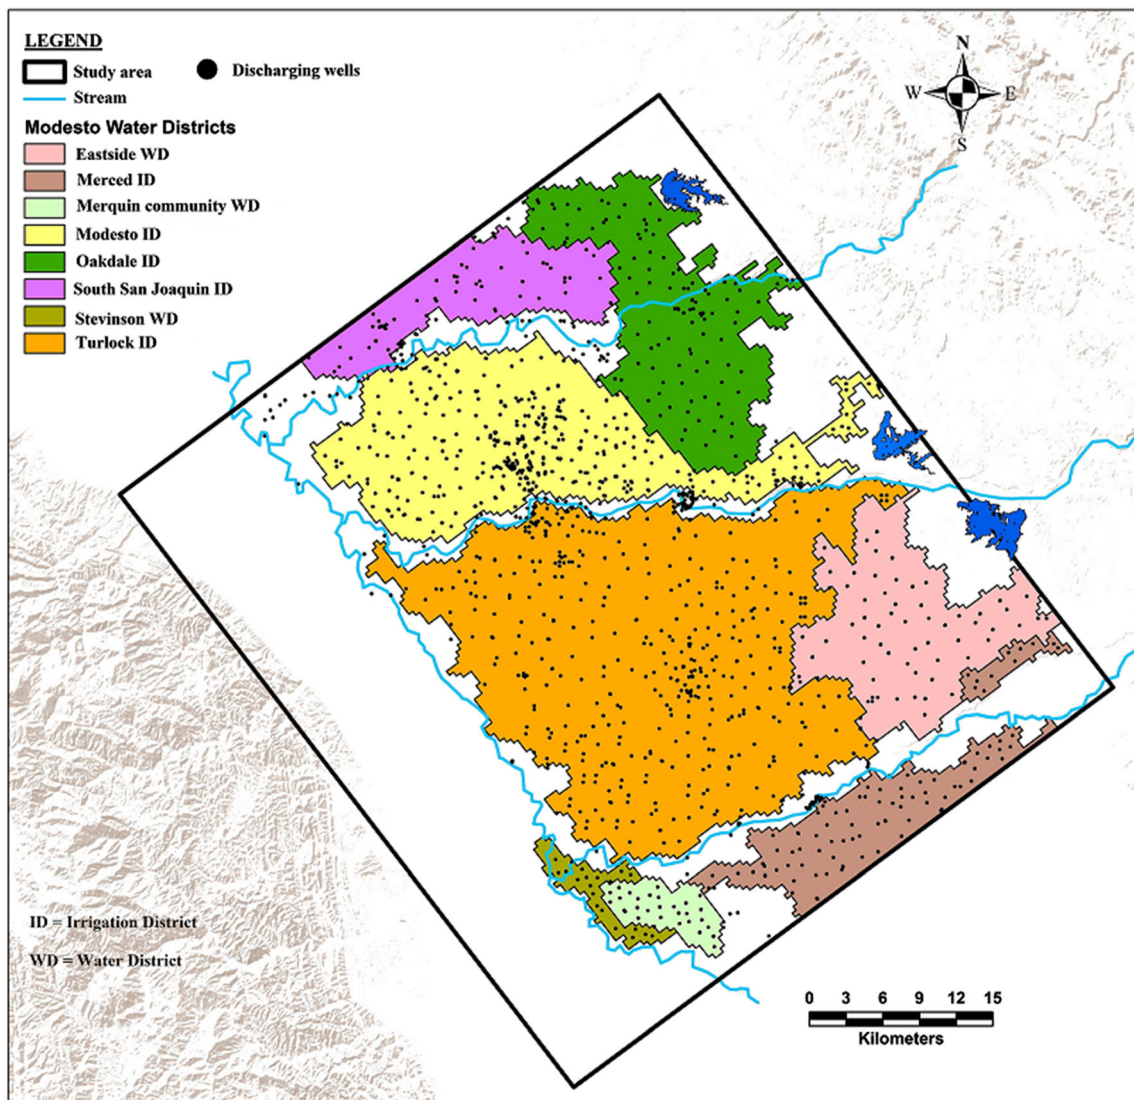 LEGEND
Study area
Discharging wells
Stream
Modesto Water Districts
Eastside WD
Merced ID
Merquin community WD
Modesto ID
Oakdale ID
South San Joaquin ID
Stevinson WD
Turlock ID
N
W E
S
ID = Irrigation District
WD = Water District
0 3 6 9 12 15
Kilometers